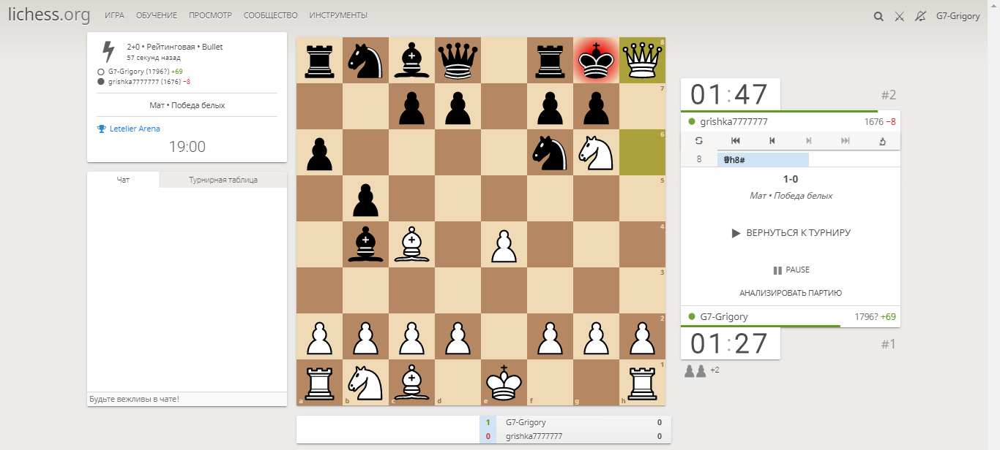 lichess.org ИГРА ОБУЧЕНИЕ ПРОСМОТР СООБЩЕСТВО ИНСТРУМЕНТЫ G7-Grigory
2+0 • Рейтинговая • Bullet
57 секунд назад
G7-Grigory (1796?) +69
grishka7777777 (1676) −8
Мат • Победа белых
Letelier Arena
19:00
Чат Турнирная таблица
Будьте вежливы в чате!
8
7
6
5
4
3
2
1
a b c d e f g h
01:47 #2
grishka7777777 1676 −8
8 ♛h8#
1-0
Мат • Победа белых
ВЕРНУТЬСЯ К ТУРНИРУ
PAUSE
АНАЛИЗИРОВАТЬ ПАРТИЮ
G7-Grigory 1796? +69
01:27 #1
+2
1 G7-Grigory 0
0 grishka7777777 0